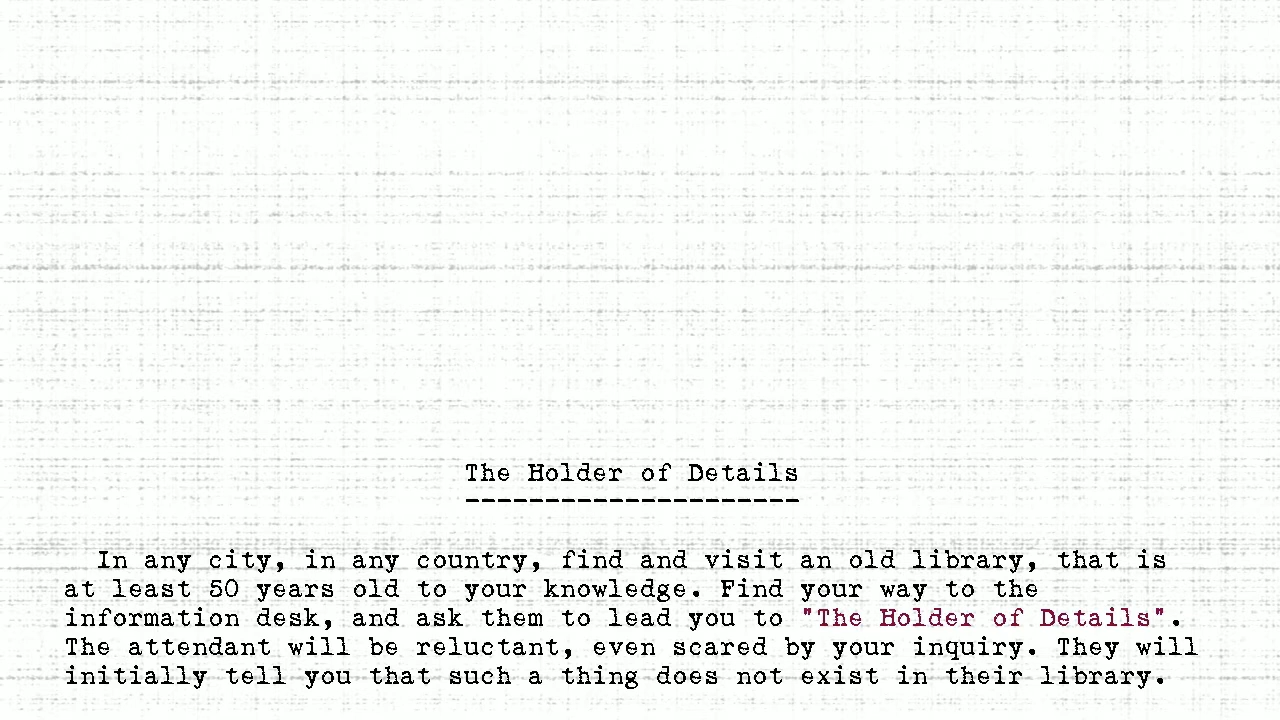 The Holder of Details
---------------------
In any city, in any country, find and visit an old library, that is
at least 50 years old to your knowledge. Find your way to the
information desk, and ask them to lead you to "The Holder of Details".
The attendant will be reluctant, even scared by your inquiry. They will
initially tell you that such a thing does not exist in their library.